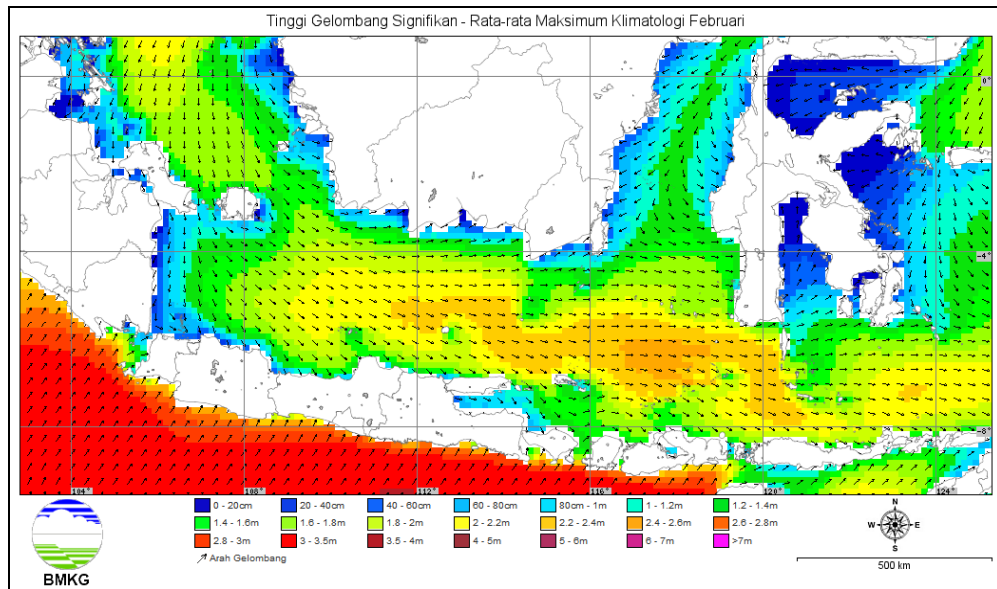 Tinggi Gelombang Signifikan - Rata-rata Maksimum Klimatologi Februari
0°
-4°
-8°
104° 108° 112° 116° 120° 124°
0 - 20cm 20 - 40cm 40 - 60cm 60 - 80cm 80cm - 1m 1 - 1.2m 1.2 - 1.4m
1.4 - 1.6m 1.6 - 1.8m 1.8 - 2m 2 - 2.2m 2.2 - 2.4m 2.4 - 2.6m 2.6 - 2.8m
2.8 - 3m 3 - 3.5m 3.5 - 4m 4 - 5m 5 - 6m 6 - 7m >7m
Arah Gelombang
BMKG
N
W E
S
500 km